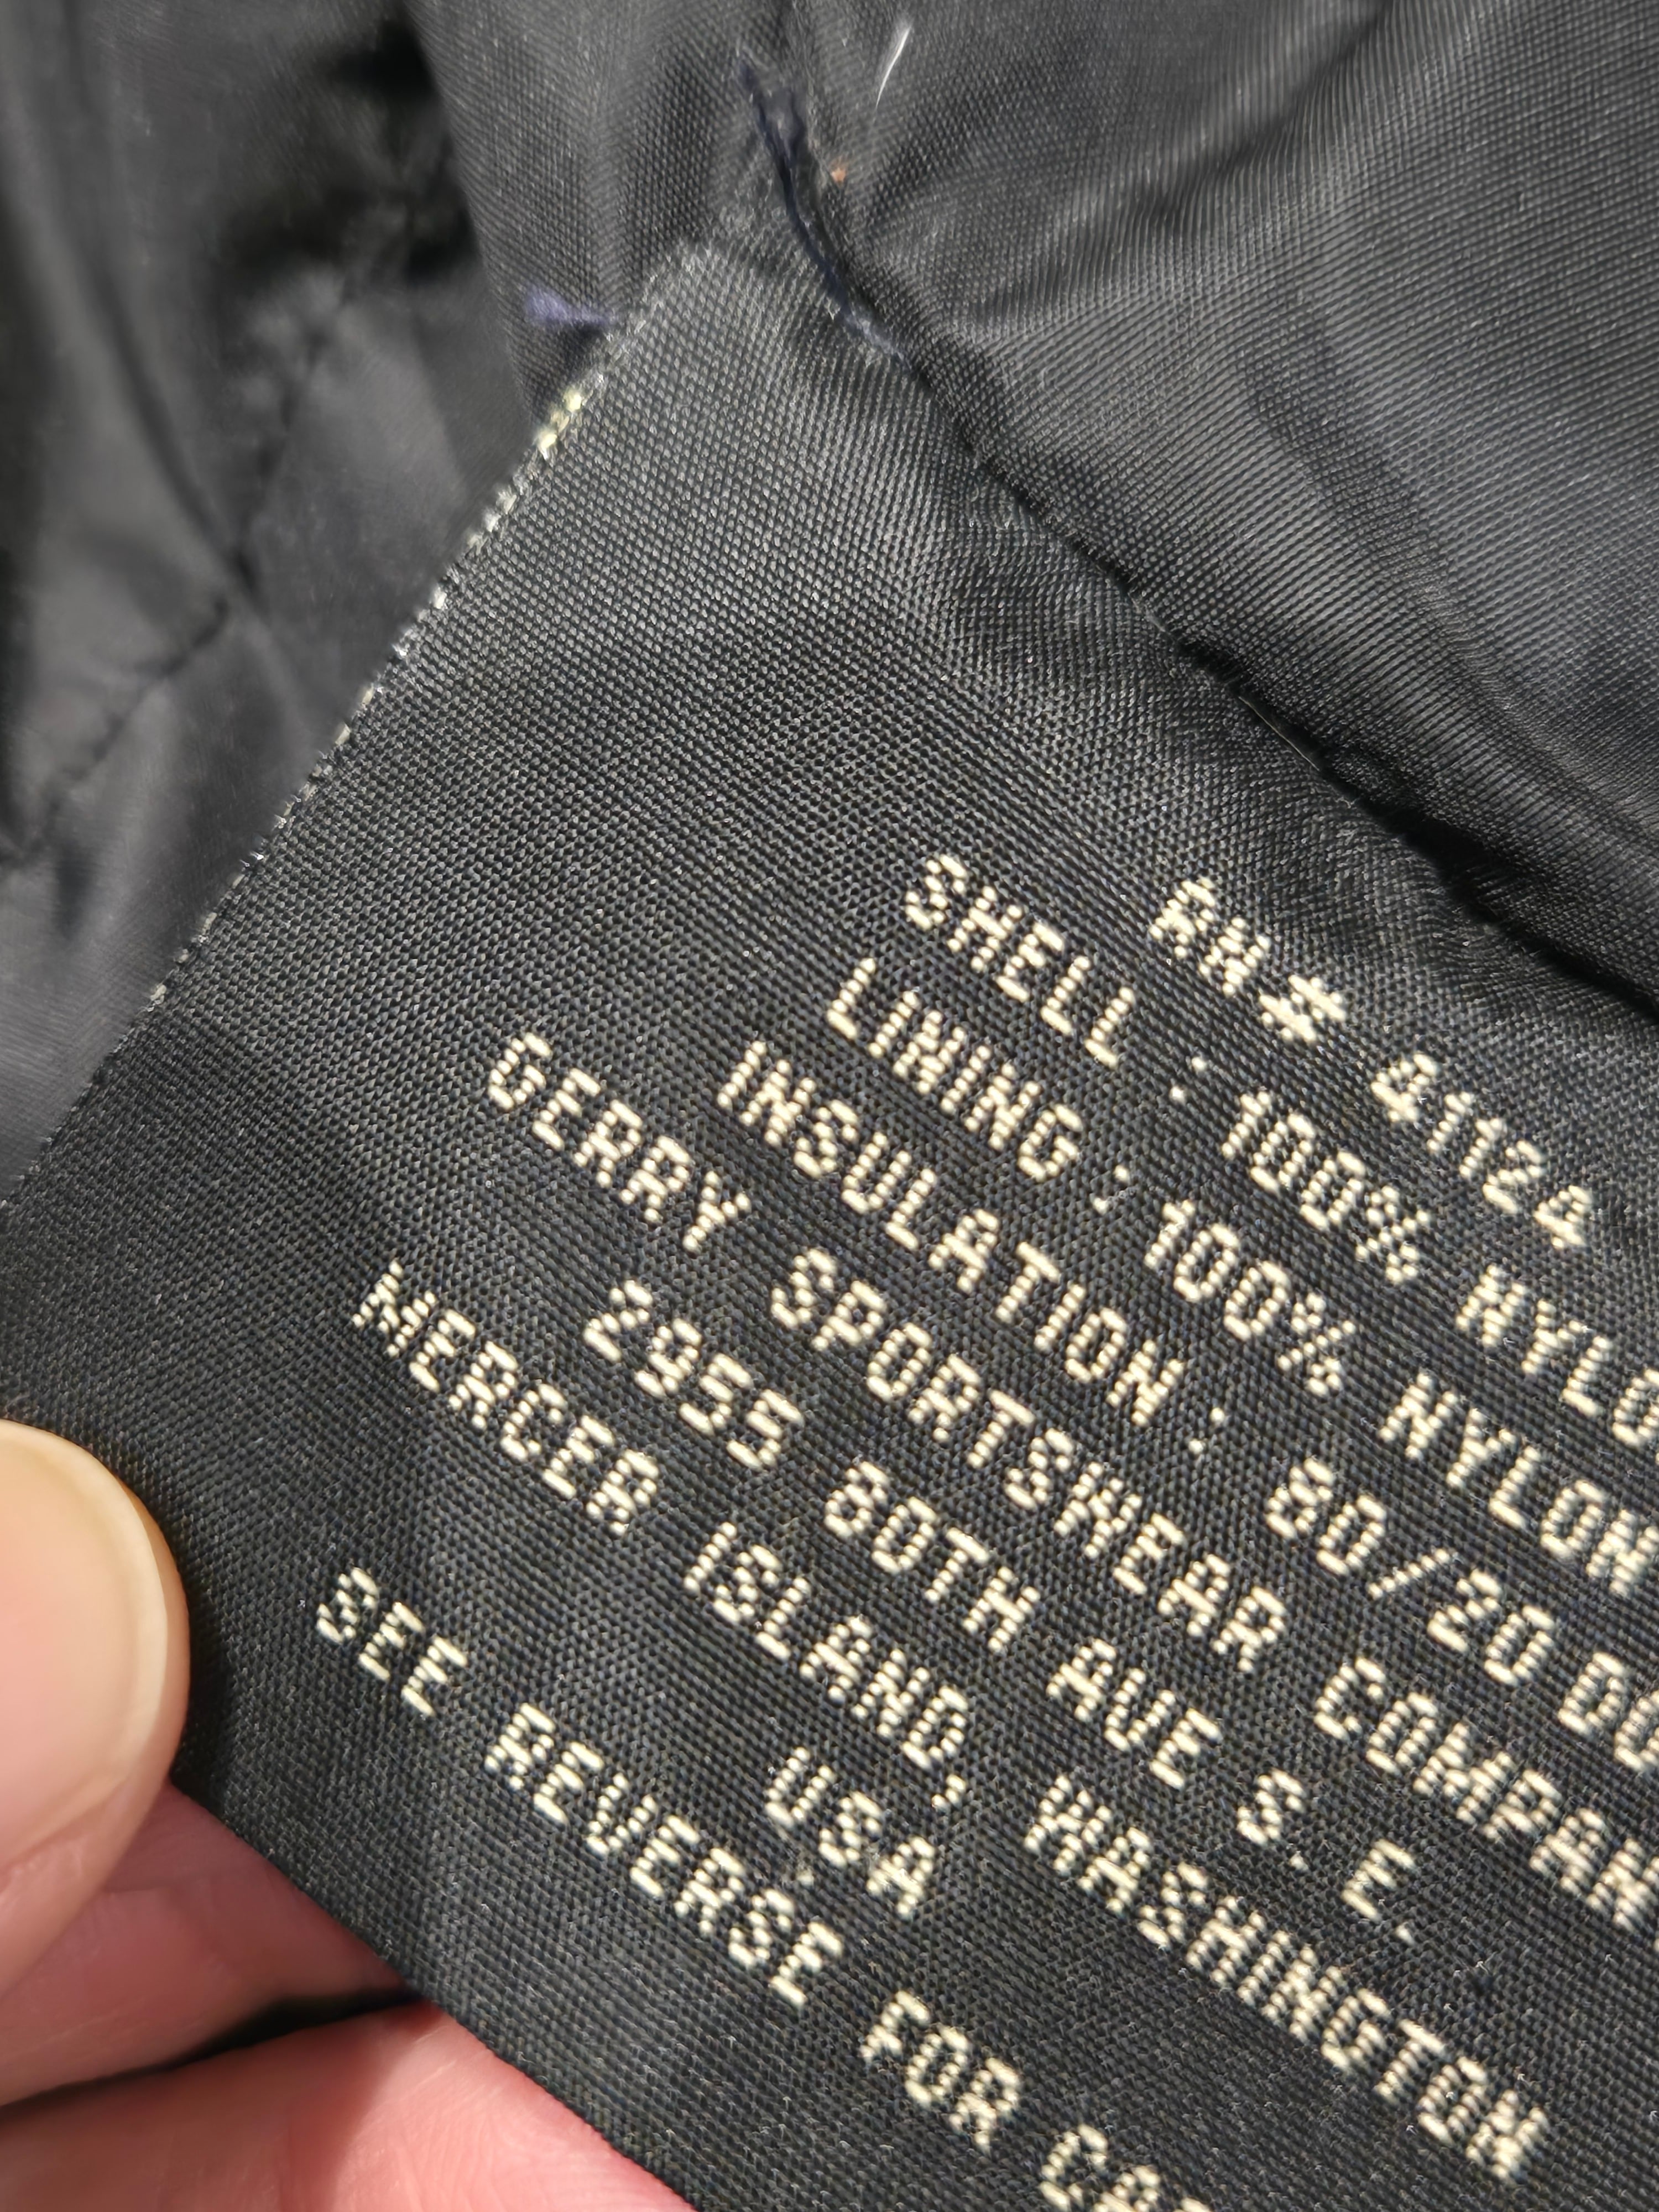 RN# 41124
SHELL : 100% NYLO
LINING : 100% NYLON
INSULATION : 80/20 DO
GERRY SPORTSWEAR COMPAN
2955 80TH AVE S.E.
MERCER ISLAND, WASHINGTON
USA
SEE REVERSE FOR CA